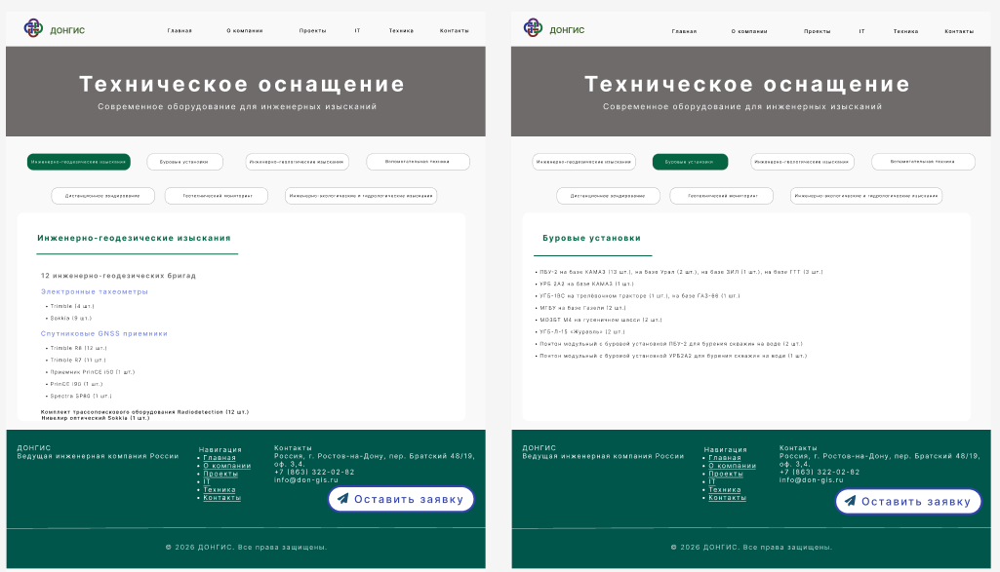 ДОНГИС
Главная О компании Проекты IT Техника Контакты
Техническое оснащение
Современное оборудование для инженерных изысканий
Инженерно-геодезические изыскания Буровые установки Инженерно-геологические изыскания Вспомогательная техника
Дистанционное зондирование Геотехнический мониторинг Инженерно-экологические и гидрологические изыскания
Инженерно-геодезические изыскания
12 инженерно-геодезических бригад
Электронные тахеометры
• Trimble (4 шт.)
• Sokkia (9 шт.)
Спутниковые GNSS приемники
• Trimble R8 (12 шт.)
• Trimble R7 (11 шт.)
• Приемник PrinCE i50 (1 шт.)
• PrinCE i90 (1 шт.)
• Spectra SP80 (1 шт.)
Комплект трассопоискового оборудования Radiodetection (12 шт.)
Нивелир оптический Sokkia (1 шт.)
ДОНГИС
Ведущая инженерная компания России
Навигация
• Главная
• О компании
• Проекты
• IT
• Техника
• Контакты
Контакты
Россия, г. Ростов-на-Дону, пер. Братский 48/19,
оф. 3,4.
+7 (863) 322-02-82
info@don-gis.ru
Оставить заявку
© 2026 ДОНГИС. Все права защищены.
ДОНГИС
Главная О компании Проекты IT Техника Контакты
Техническое оснащение
Современное оборудование для инженерных изысканий
Инженерно-геодезические изыскания Буровые установки Инженерно-геологические изыскания Вспомогательная техника
Дистанционное зондирование Геотехнический мониторинг Инженерно-экологические и гидрологические изыскания
Буровые установки
• ПБУ-2 на базе КАМАЗ (13 шт.), на базе Урал (2 шт.), на базе ЗИЛ (1 шт.), на базе ГТТ (3 шт.)
• УРБ 2А2 на базе КАМАЗ (1 шт.)
• УГБ-1ВС на трелёвочном тракторе (1 шт.), на базе ГАЗ-66 (1 шт.)
• МГБУ на базе Газели (2 шт.)
• МОЗБТ М4 на гусеничном шасси (2 шт.)
• УГБ-Л-15 «Журавль» (2 шт.)
• Понтон модульный с буровой установкой ПБУ-2 для бурения скважин на воде (2 шт.)
• Понтон модульный с буровой установкой УРБ2А2 для бурения скважин на воде (1 шт.)
ДОНГИС
Ведущая инженерная компания России
Навигация
• Главная
• О компании
• Проекты
• IT
• Техника
• Контакты
Контакты
Россия, г. Ростов-на-Дону, пер. Братский 48/19,
оф. 3,4.
+7 (863) 322-02-82
info@don-gis.ru
Оставить заявку
© 2026 ДОНГИС. Все права защищены.